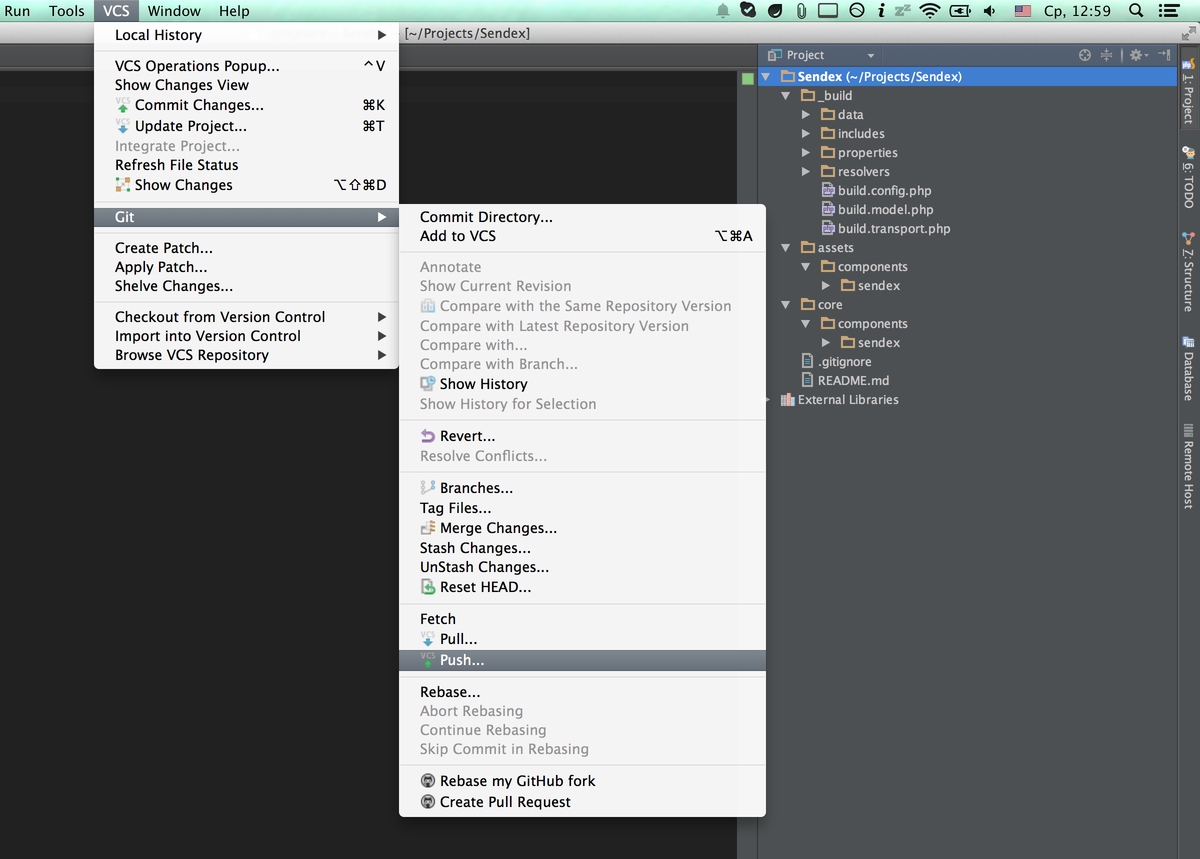 Run Tools VCS Window Help
Ср, 12:59
[~/Projects/Sendex]
Local History
VCS Operations Popup... ^V
Show Changes View
Commit Changes... ⌘K
Update Project... ⌘T
Integrate Project...
Refresh File Status
Show Changes ⌥⇧⌘D
Git
Create Patch...
Apply Patch...
Shelve Changes...
Checkout from Version Control
Import into Version Control
Browse VCS Repository
Commit Directory...
Add to VCS ⌥⌘A
Annotate
Show Current Revision
Compare with the Same Repository Version
Compare with Latest Repository Version
Compare with...
Compare with Branch...
Show History
Show History for Selection
Revert...
Resolve Conflicts...
Branches...
Tag Files...
Merge Changes...
Stash Changes...
UnStash Changes...
Reset HEAD...
Fetch
VCS Pull...
VCS Push...
Rebase...
Abort Rebasing
Continue Rebasing
Skip Commit in Rebasing
Rebase my GitHub fork
Create Pull Request
Project
Sendex (~/Projects/Sendex)
_build
data
includes
properties
resolvers
build.config.php
build.model.php
build.transport.php
assets
components
sendex
core
components
sendex
.gitignore
README.md
External Libraries
1: Project
6: TODO
Z: Structure
Database
Remote Host